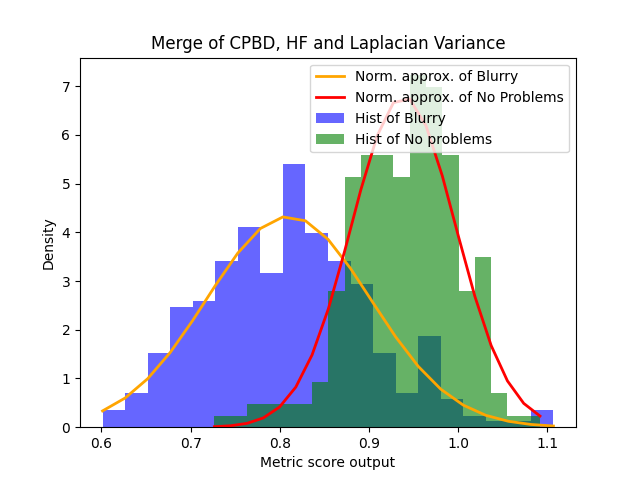 Merge of CPBD, HF and Laplacian Variance
Norm. approx. of Blurry
Norm. approx. of No Problems
Hist of Blurry
Hist of No problems
Density
7
6
5
4
3
2
1
0
0.6 0.7 0.8 0.9 1.0 1.1
Metric score output